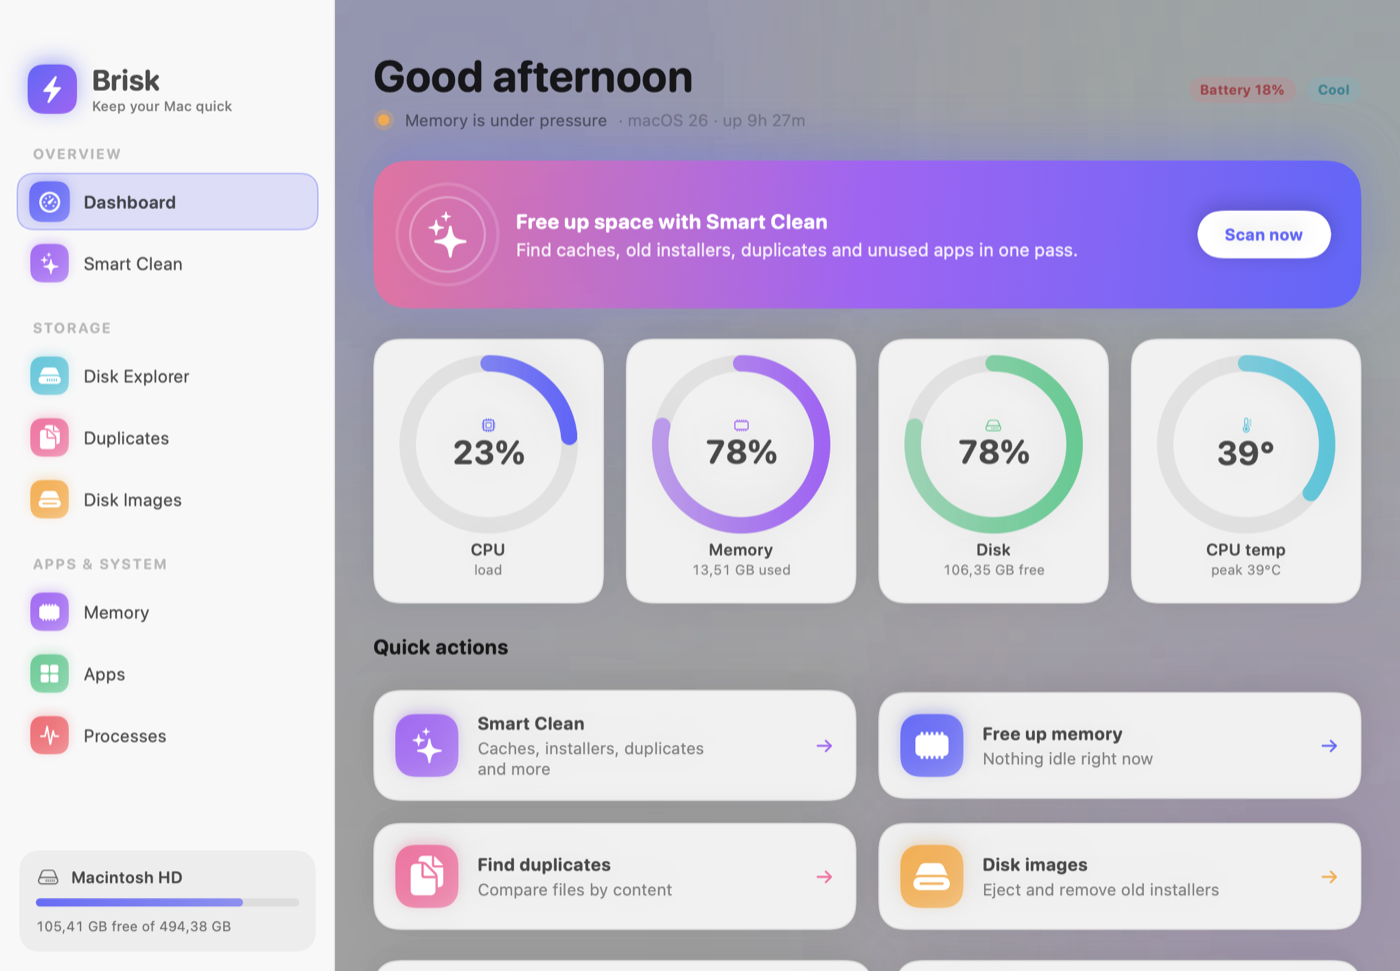 Brisk
Keep your Mac quick
OVERVIEW
Dashboard
Smart Clean
STORAGE
Disk Explorer
Duplicates
Disk Images
APPS & SYSTEM
Memory
Apps
Processes
Macintosh HD
105,41 GB free of 494,38 GB
Good afternoon
Memory is under pressure · macOS 26 · up 9h 27m
Battery 18%
Cool
Free up space with Smart Clean
Find caches, old installers, duplicates and unused apps in one pass.
Scan now
23%
CPU
load
78%
Memory
13,51 GB used
78%
Disk
106,35 GB free
39°
CPU temp
peak 39°C
Quick actions
Smart Clean
Caches, installers, duplicates
and more
Free up memory
Nothing idle right now
Find duplicates
Compare files by content
Disk images
Eject and remove old installers